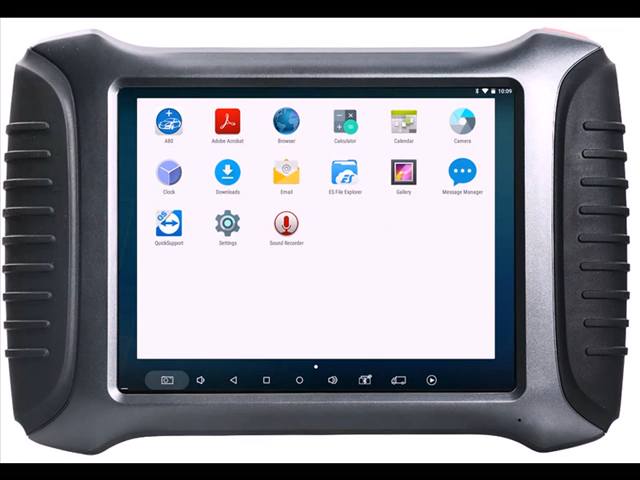 10:09
A80
Adobe Acrobat
Browser
Calculator
Calendar
Camera
Clock
Downloads
Email
ES File Explorer
Gallery
Message Manager
QuickSupport
Settings
Sound Recorder